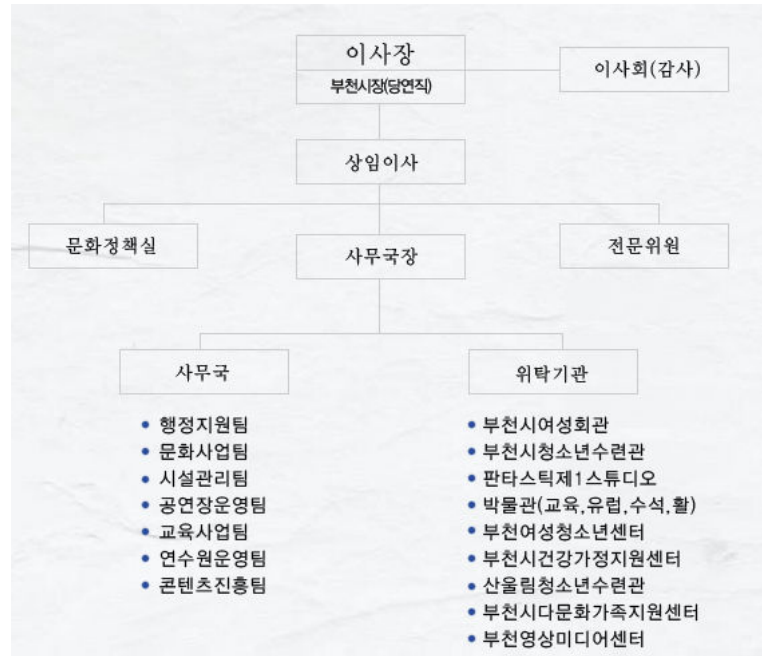 이사장
부천시장(당연직)
이사회(감사)
상임이사
문화정책실
사무국장
전문위원
사무국
위탁기관
• 행정지원팀
• 문화사업팀
• 시설관리팀
• 공연장운영팀
• 교육사업팀
• 연수원운영팀
• 콘텐츠진흥팀
• 부천시여성회관
• 부천시청소년수련관
• 판타스틱제1스튜디오
• 박물관(교육,유럽,수석,활)
• 부천여성청소년센터
• 부천시건강가정지원센터
• 산울림청소년수련관
• 부천시다문화가족지원센터
• 부천영상미디어센터